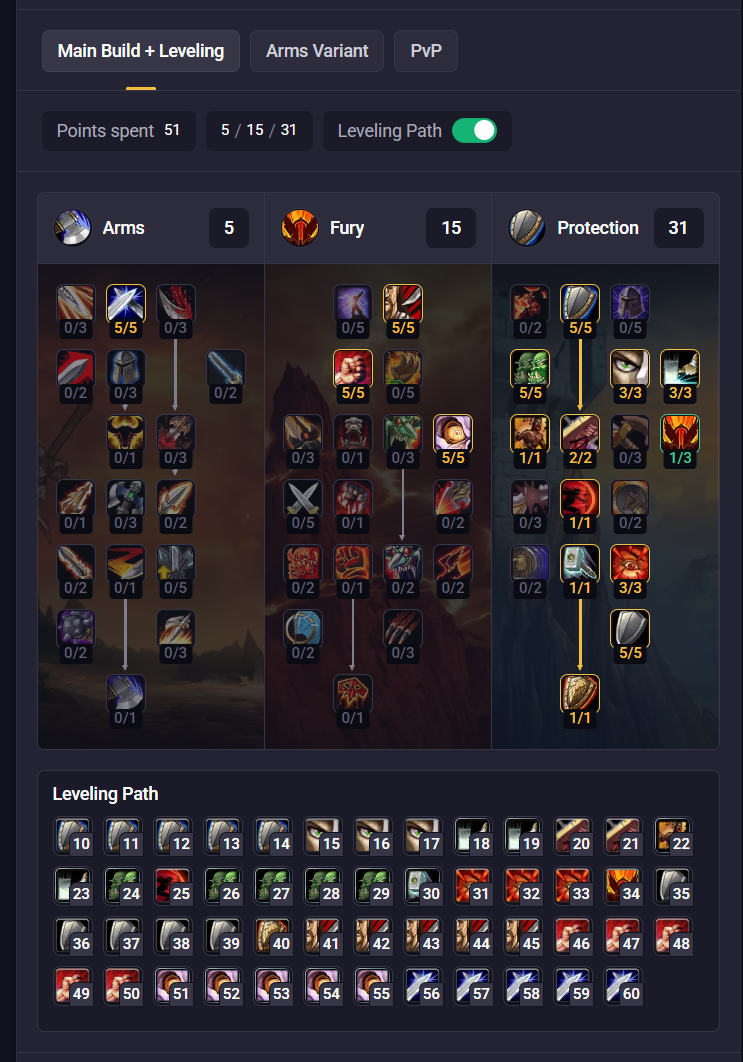 Main Build + Leveling Arms Variant PvP
Points spent 51 5 / 15 / 31 Leveling Path
Arms 5 Fury 15 Protection 31
0/3 5/5 0/3 0/5 5/5 0/2 5/5 0/5
0/2 0/3 0/2 5/5 0/5 5/5 3/3 3/3
0/1 0/3 0/3 0/1 0/3 5/5 1/1 2/2 0/3 1/3
0/1 0/3 0/2 0/5 0/1 0/2 0/3 1/1 0/2
0/2 0/1 0/5 0/2 0/1 0/2 0/2 0/2 1/1 3/3
0/2 0/3 0/2 0/3 5/5
0/1 0/1 1/1
Leveling Path
10 11 12 13 14 15 16 17 18 19 20 21 22
23 24 25 26 27 28 29 30 31 32 33 34 35
36 37 38 39 40 41 42 43 44 45 46 47 48
49 50 51 52 53 54 55 56 57 58 59 60